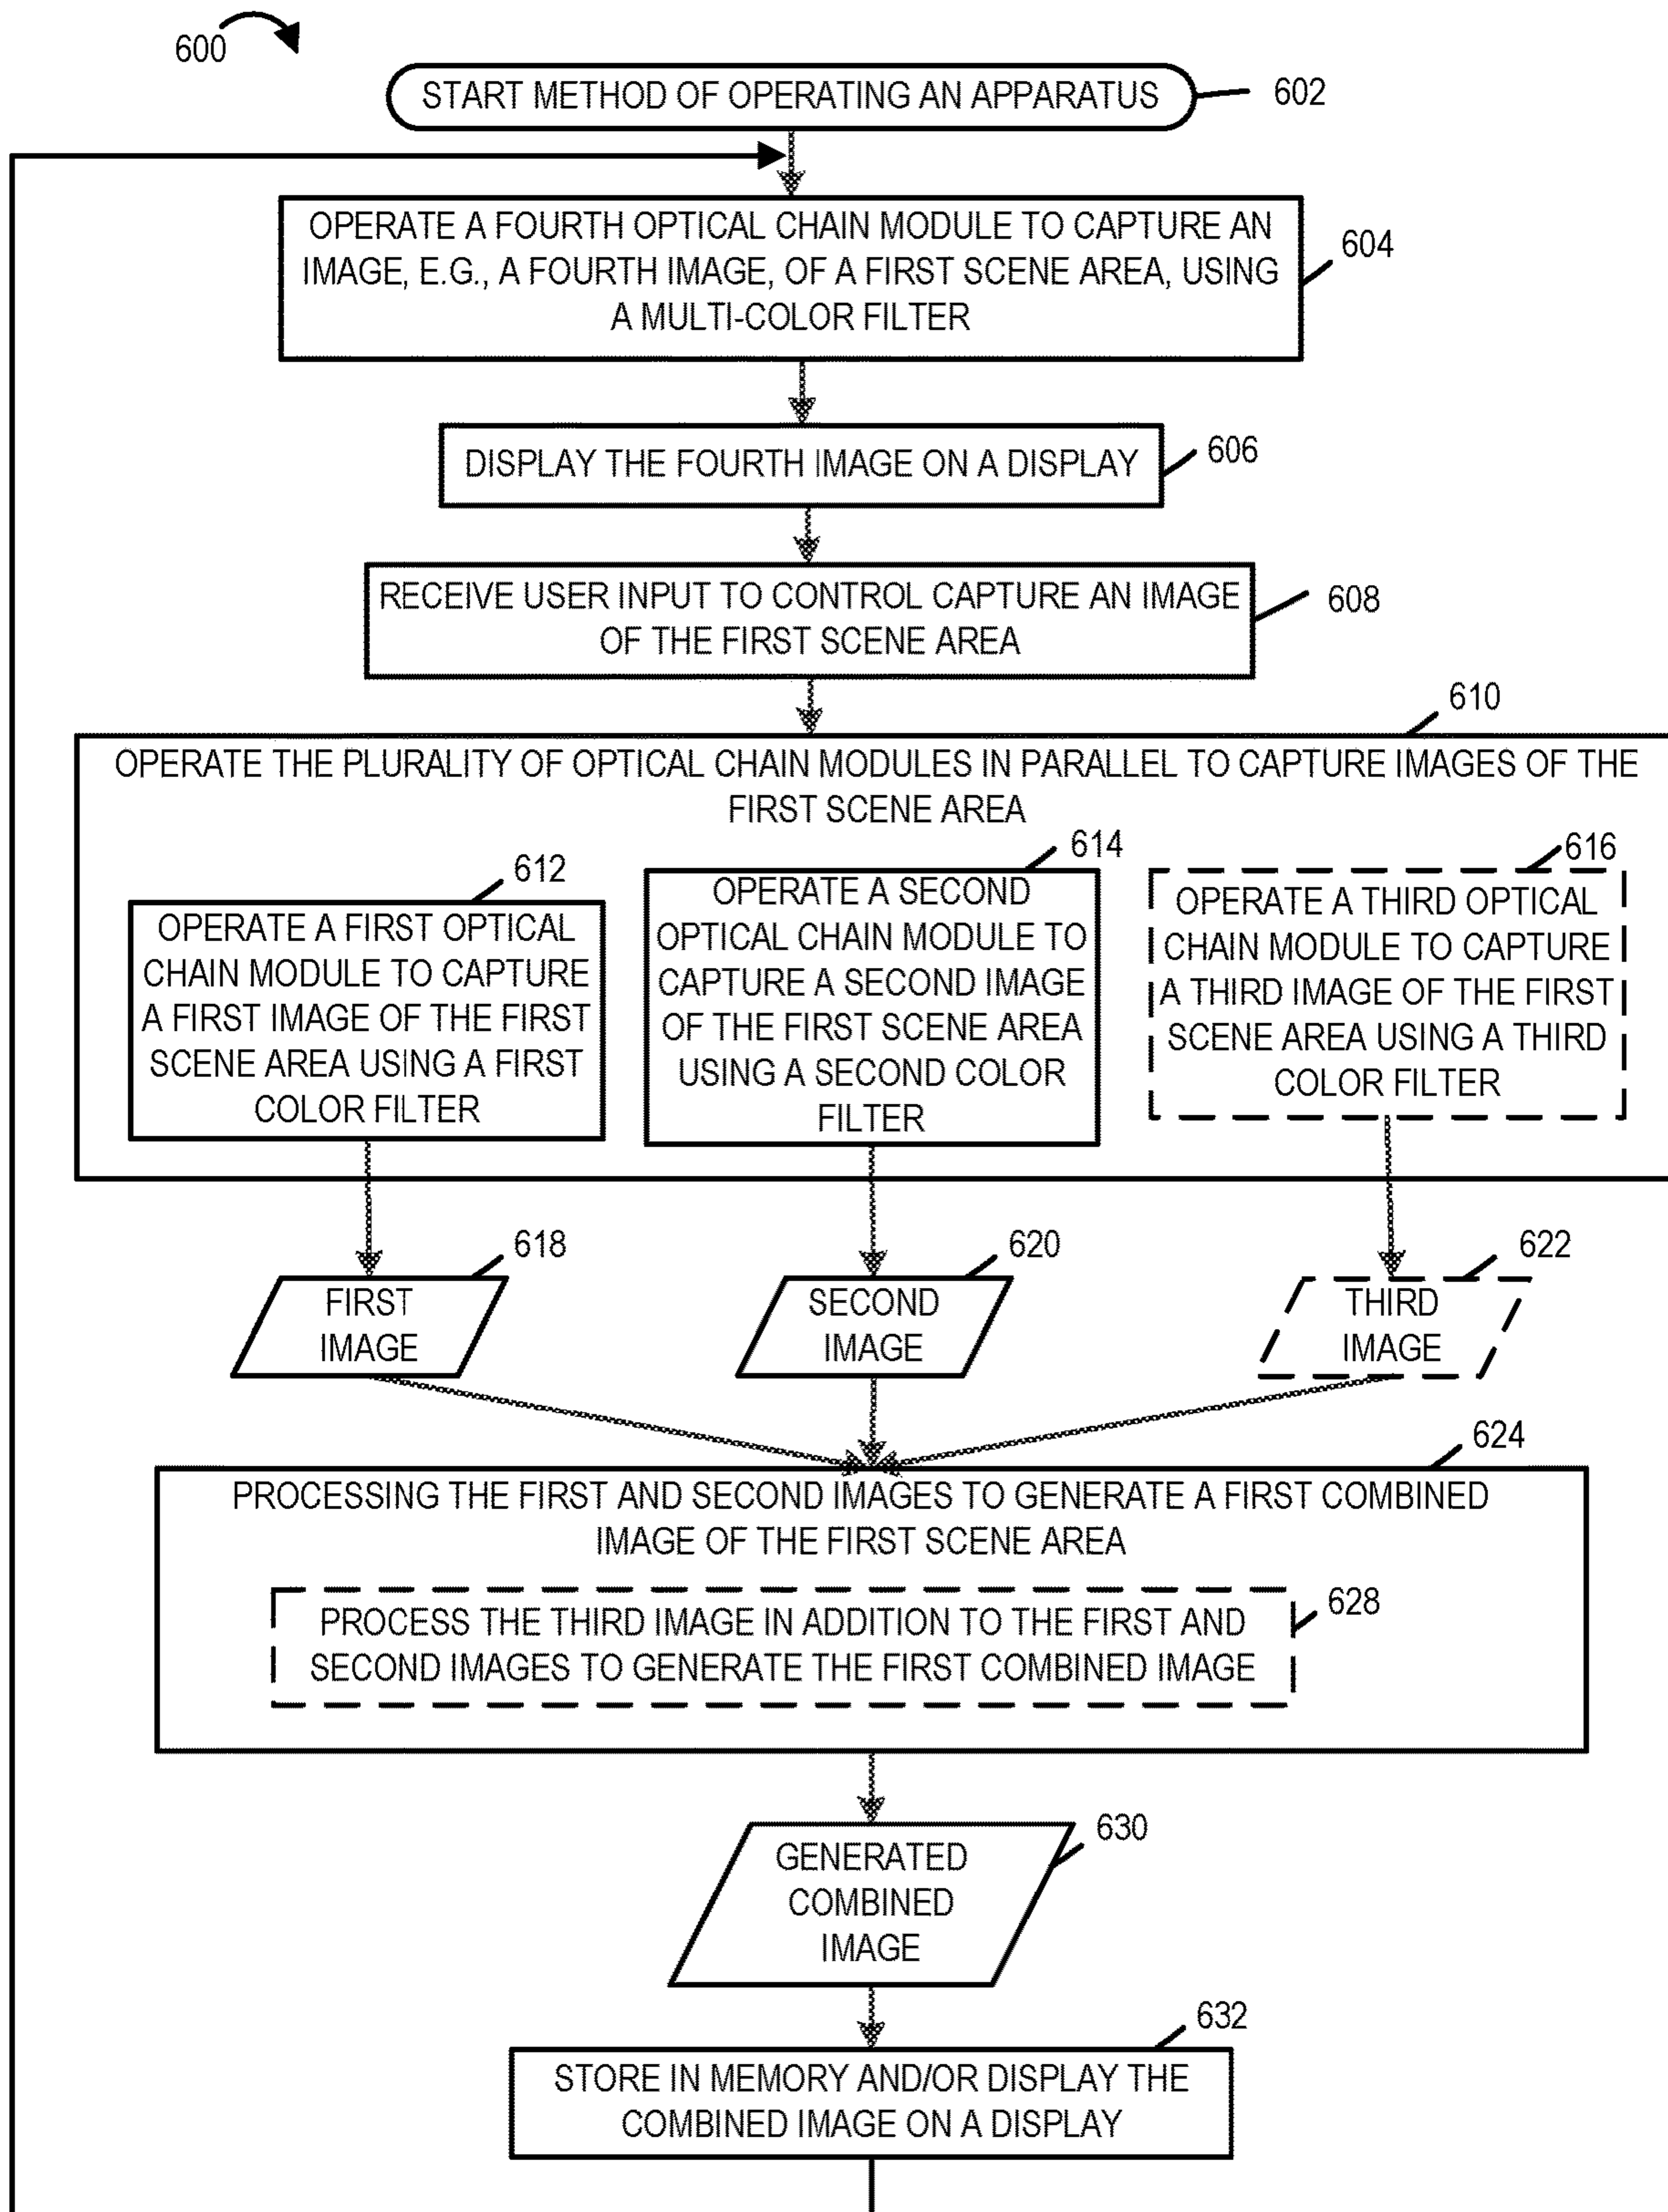 600
START METHOD OF OPERATING AN APPARATUS
602
OPERATE A FOURTH OPTICAL CHAIN MODULE TO CAPTURE AN
IMAGE, E.G., A FOURTH IMAGE, OF A FIRST SCENE AREA, USING
A MULTI-COLOR FILTER
604
DISPLAY THE FOURTH IMAGE ON A DISPLAY
606
RECEIVE USER INPUT TO CONTROL CAPTURE AN IMAGE
OF THE FIRST SCENE AREA
608
610
OPERATE THE PLURALITY OF OPTICAL CHAIN MODULES IN PARALLEL TO CAPTURE IMAGES OF THE
FIRST SCENE AREA
612
OPERATE A FIRST OPTICAL
CHAIN MODULE TO CAPTURE
A FIRST IMAGE OF THE FIRST
SCENE AREA USING A FIRST
COLOR FILTER
614
OPERATE A SECOND
OPTICAL CHAIN MODULE TO
CAPTURE A SECOND IMAGE
OF THE FIRST SCENE AREA
USING A SECOND COLOR
FILTER
616
OPERATE A THIRD OPTICAL
CHAIN MODULE TO CAPTURE
A THIRD IMAGE OF THE FIRST
SCENE AREA USING A THIRD
COLOR FILTER
618
FIRST
IMAGE
620
SECOND
IMAGE
622
THIRD
IMAGE
624
PROCESSING THE FIRST AND SECOND IMAGES TO GENERATE A FIRST COMBINED
IMAGE OF THE FIRST SCENE AREA
628
PROCESS THE THIRD IMAGE IN ADDITION TO THE FIRST AND
SECOND IMAGES TO GENERATE THE FIRST COMBINED IMAGE
630
GENERATED
COMBINED
IMAGE
632
STORE IN MEMORY AND/OR DISPLAY THE
COMBINED IMAGE ON A DISPLAY